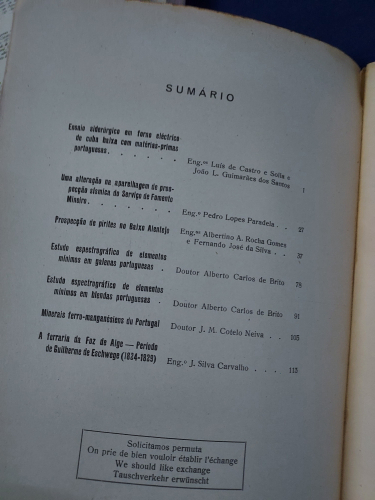 SUMÁRIO
Ensaio siderúrgico em forno eléctrico
de cuba baixa com matérias-primas
portuguesas. . . . . . . Eng.os Luís de Castro e Solla e
João L. Guimarães dos Santos 1
Uma alteração na aparelhagem de pros-
pecção sísmica do Serviço de Fomento
Mineiro . . . . . . . . Eng.º Pedro Lopes Paradela. . 27
Prospecção de pirites no Baixo Alentejo Eng.os Albertino A. Rocha Gomes
e Fernando José da Silva. . 37
Estudo espectrográfico de elementos
mínimos em galenas portuguesas . Doutor Alberto Carlos de Brito 75
Estudo espectrográfico de elementos
mínimos em blendas portuguesas. . Doutor Alberto Carlos de Brito 91
Minerais ferro-manganésicos de Portugal Doutor J. M. Cotelo Neiva . . 105
A ferraria da Foz de Alge — Período
de Guilherme de Eschwege (1834-1839) Eng.º J. Silva Carvalho . . . 115
Solicitamos permuta
On prie de bien vouloir établir l'échange
We should like exchange
Tauschverkehr erwünscht